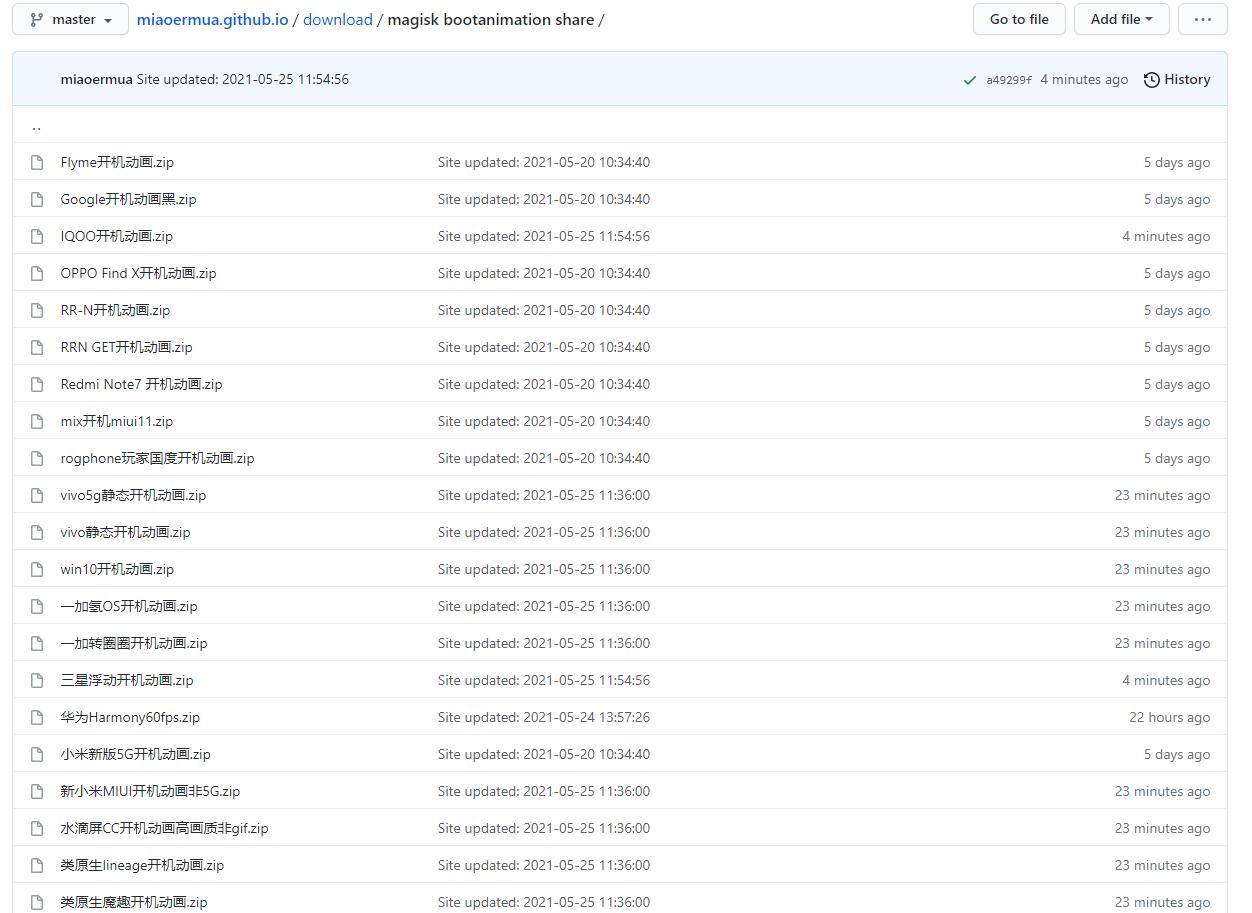 master miaoermua.github.io / download / magisk bootanimation share / Go to file Add file ...
miaoermua Site updated: 2021-05-25 11:54:56 a49299f 4 minutes ago History
..
Flyme开机动画.zip Site updated: 2021-05-20 10:34:40 5 days ago
Google开机动画黑.zip Site updated: 2021-05-20 10:34:40 5 days ago
IQOO开机动画.zip Site updated: 2021-05-25 11:54:56 4 minutes ago
OPPO Find X开机动画.zip Site updated: 2021-05-20 10:34:40 5 days ago
RR-N开机动画.zip Site updated: 2021-05-20 10:34:40 5 days ago
RRN GET开机动画.zip Site updated: 2021-05-20 10:34:40 5 days ago
Redmi Note7 开机动画.zip Site updated: 2021-05-20 10:34:40 5 days ago
mix开机miui11.zip Site updated: 2021-05-20 10:34:40 5 days ago
rogphone玩家国度开机动画.zip Site updated: 2021-05-20 10:34:40 5 days ago
vivo5g静态开机动画.zip Site updated: 2021-05-25 11:36:00 23 minutes ago
vivo静态开机动画.zip Site updated: 2021-05-25 11:36:00 23 minutes ago
win10开机动画.zip Site updated: 2021-05-25 11:36:00 23 minutes ago
一加氢OS开机动画.zip Site updated: 2021-05-25 11:36:00 23 minutes ago
一加转圈圈开机动画.zip Site updated: 2021-05-25 11:36:00 23 minutes ago
三星浮动开机动画.zip Site updated: 2021-05-25 11:54:56 4 minutes ago
华为Harmony60fps.zip Site updated: 2021-05-24 13:57:26 22 hours ago
小米新版5G开机动画.zip Site updated: 2021-05-20 10:34:40 5 days ago
新小米MIUI开机动画非5G.zip Site updated: 2021-05-25 11:36:00 23 minutes ago
水滴屏CC开机动画高画质非gif.zip Site updated: 2021-05-25 11:36:00 23 minutes ago
类原生lineage开机动画.zip Site updated: 2021-05-25 11:36:00 23 minutes ago
类原生魔趣开机动画.zip Site updated: 2021-05-25 11:36:00 23 minutes ago